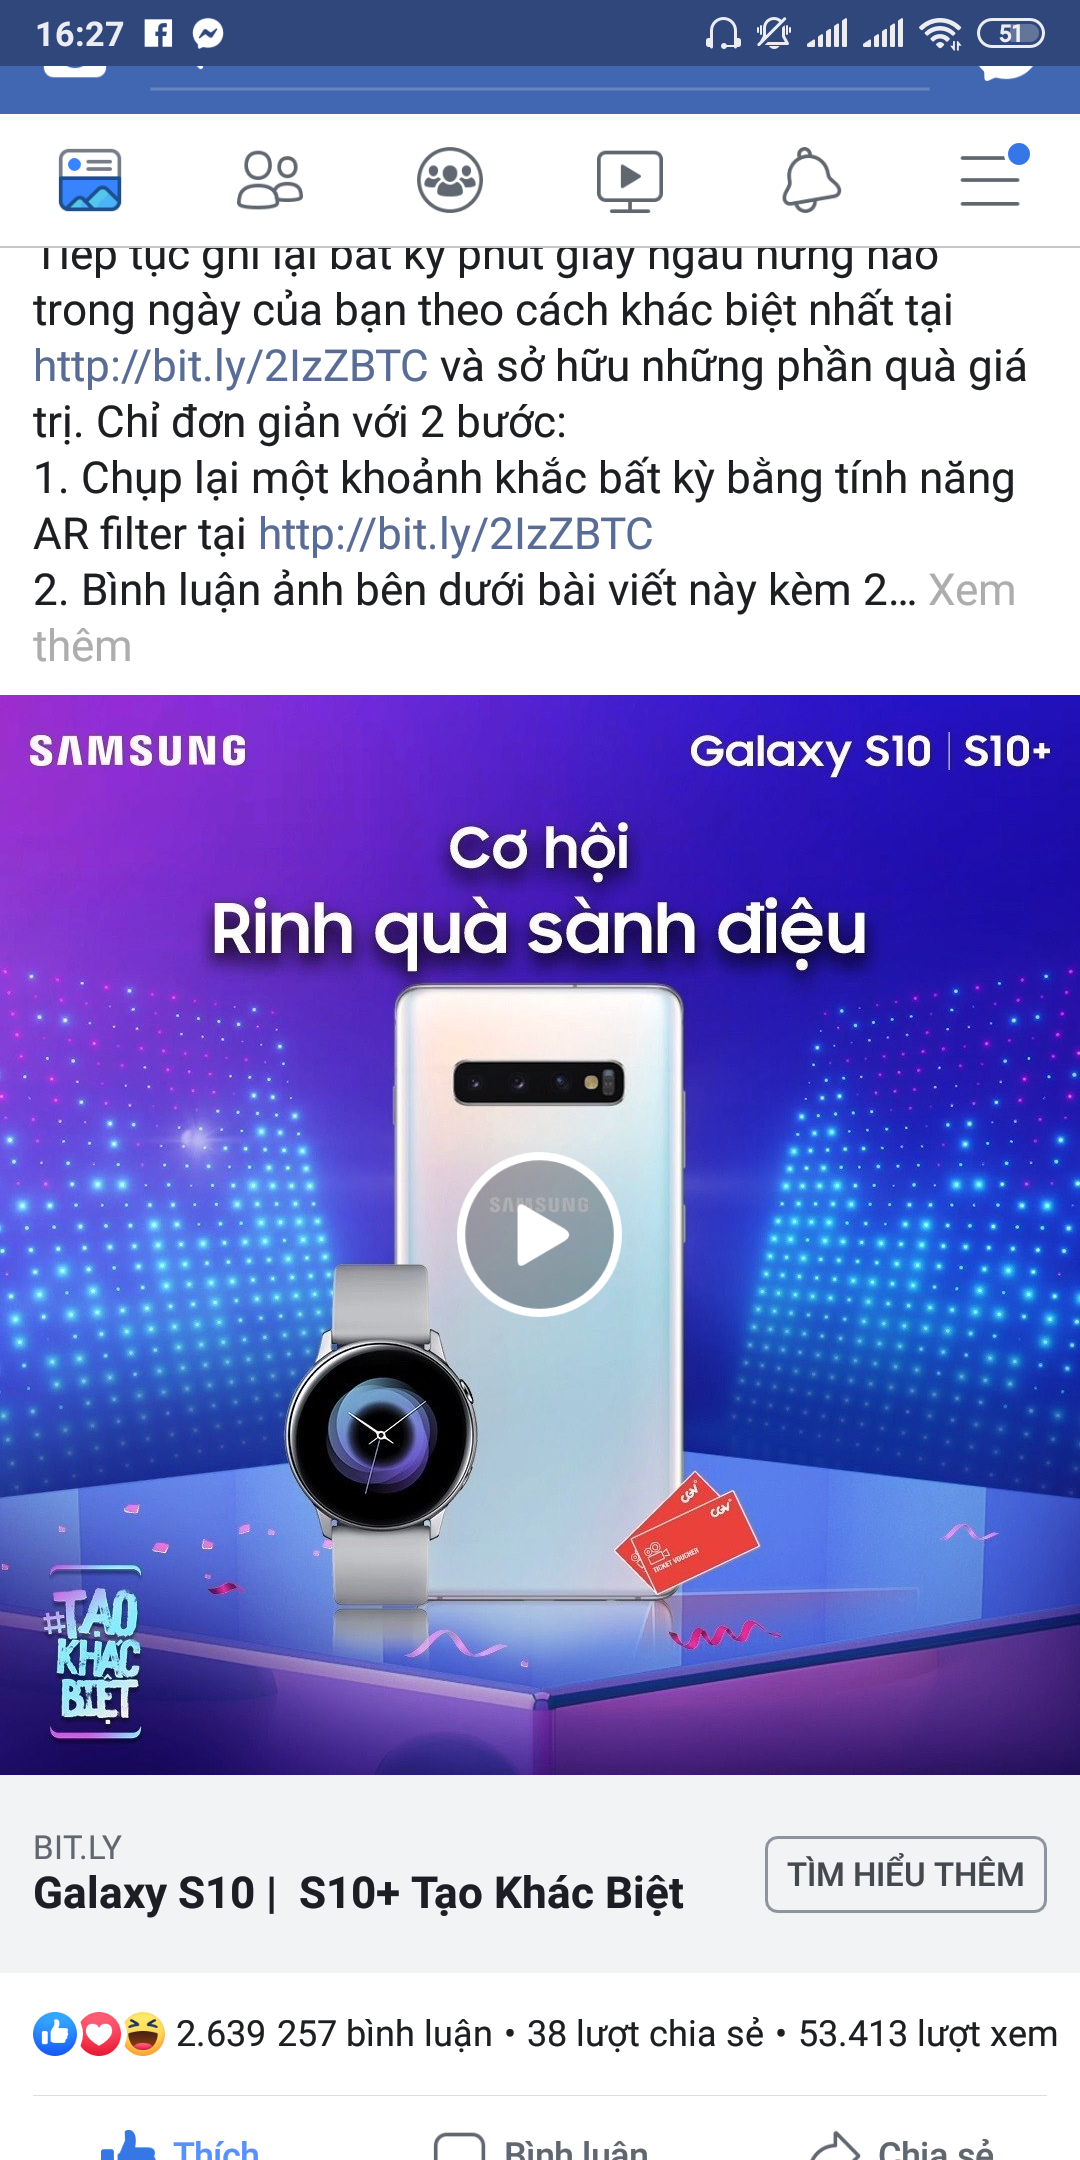 16:27
51
Tiếp tục ghi lại bất kỳ phút giây ngẫu hứng nào
trong ngày của bạn theo cách khác biệt nhất tại
http://bit.ly/2IzZBTC và sở hữu những phần quà giá
trị. Chỉ đơn giản với 2 bước:
1. Chụp lại một khoảnh khắc bất kỳ bằng tính năng
AR filter tại http://bit.ly/2IzZBTC
2. Bình luận ảnh bên dưới bài viết này kèm 2... Xem
thêm
SAMSUNG
Galaxy S10 | S10+
Cơ hội
Rinh quà sành điệu
SAMSUNG
CGV
CGV
TICKET VOUCHER
#TẠO
KHÁC
BIỆT
BIT.LY
Galaxy S10 | S10+ Tạo Khác Biệt
TÌM HIỂU THÊM
2.639 257 bình luận • 38 lượt chia sẻ • 53.413 lượt xem
Thích
Bình luận
Chia sẻ